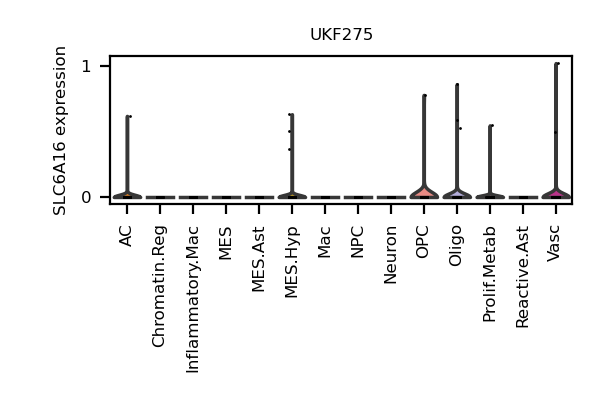 UKF275
SLC6A16 expression
1
0
AC
Chromatin.Reg
Inflammatory.Mac
MES
MES.Ast
MES.Hyp
Mac
NPC
Neuron
OPC
Oligo
Prolif.Metab
Reactive.Ast
Vasc